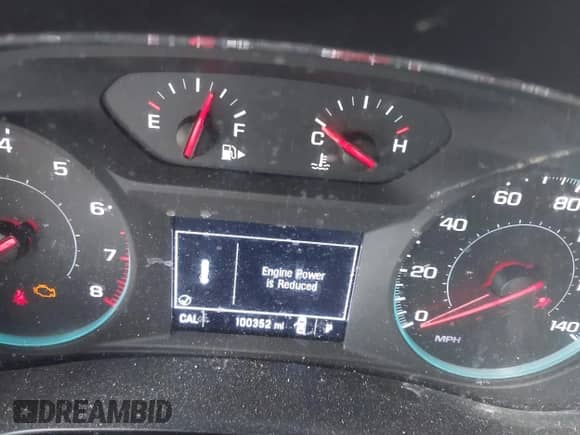 E
F
C
H
4
5
6
7
8
Engine Power
is Reduced
CAL
100352 mi
P
0
20
40
60
80
140
MPH
DREAMBID